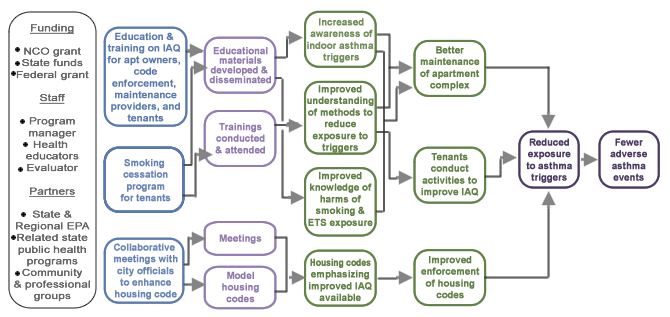 Funding
NCO grant
State funds
Federal grant
Staff
Program
manager
Health
educators
Evaluator
Partners
State &
Regional EPA
Related state
public health
programs
Community
& professional
groups
Education &
training on IAQ
for apt owners,
code
enforcement,
maintenance
providers, and
tenants
Smoking
cessation
program
for tenants
Collaborative
meetings with
city officials
to enhance
housing code
Educational
materials
developed &
disseminated
Trainings
conducted
& attended
Meetings
Model
housing
codes
Increased
awareness of
indoor asthma
triggers
Improved
understanding
of methods to
reduce
exposure to
triggers
Improved
knowledge of
harms of
smoking &
ETS exposure
Housing codes
emphasizing
improved IAQ
available
Better
maintenance
of apartment
complex
Tenants
conduct
activities to
improve IAQ
Improved
enforcement
of housing
codes
Reduced
exposure
to asthma
triggers
Fewer
adverse
asthma
events